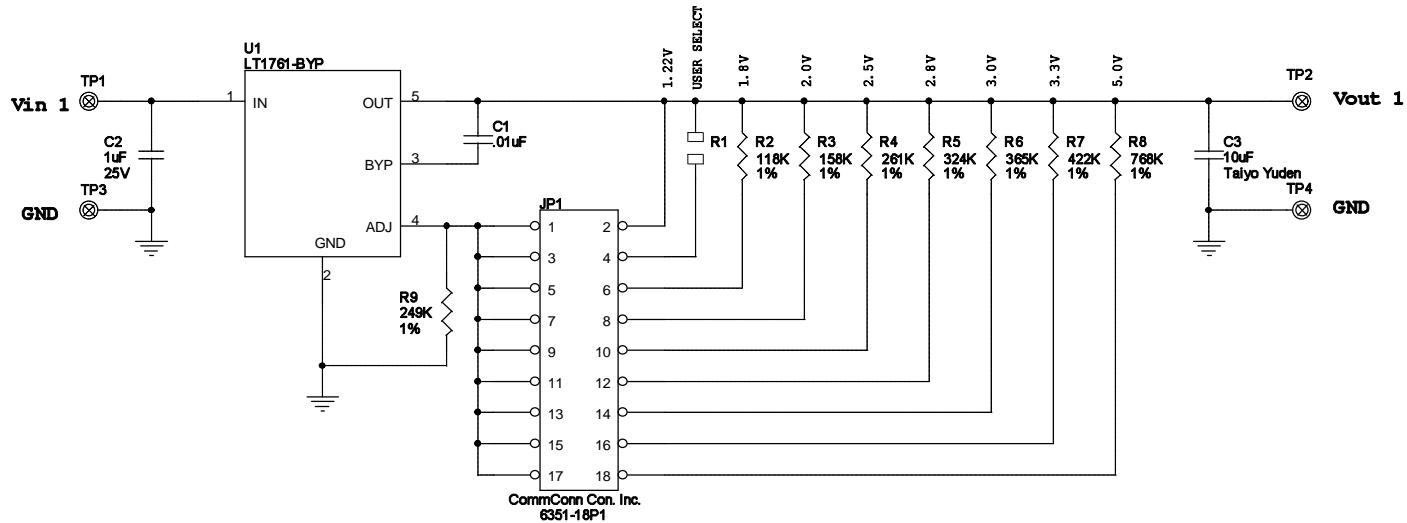 1.22V
USER SELECT
1.8V
2.0V
2.5V
2.8V
3.0V
3.3V
5.0V
U1
LT1761-BYP
TP1
Vin 1
1
IN
OUT
5
TP2
Vout 1
C2
1uF
25V
C1
.01uF
BYP
3
R1
R2
118K
1%
R3
158K
1%
R4
261K
1%
R5
324K
1%
R6
365K
1%
R7
422K
1%
R8
768K
1%
C3
10uF
Taiyo Yuden
TP3
GND
TP4
GND
ADJ
4
GND
2
R9
249K
1%
JP1
1 2
3 4
5 6
7 8
9 10
11 12
13 14
15 16
17 18
CommConn Con. Inc.
6351-18P1